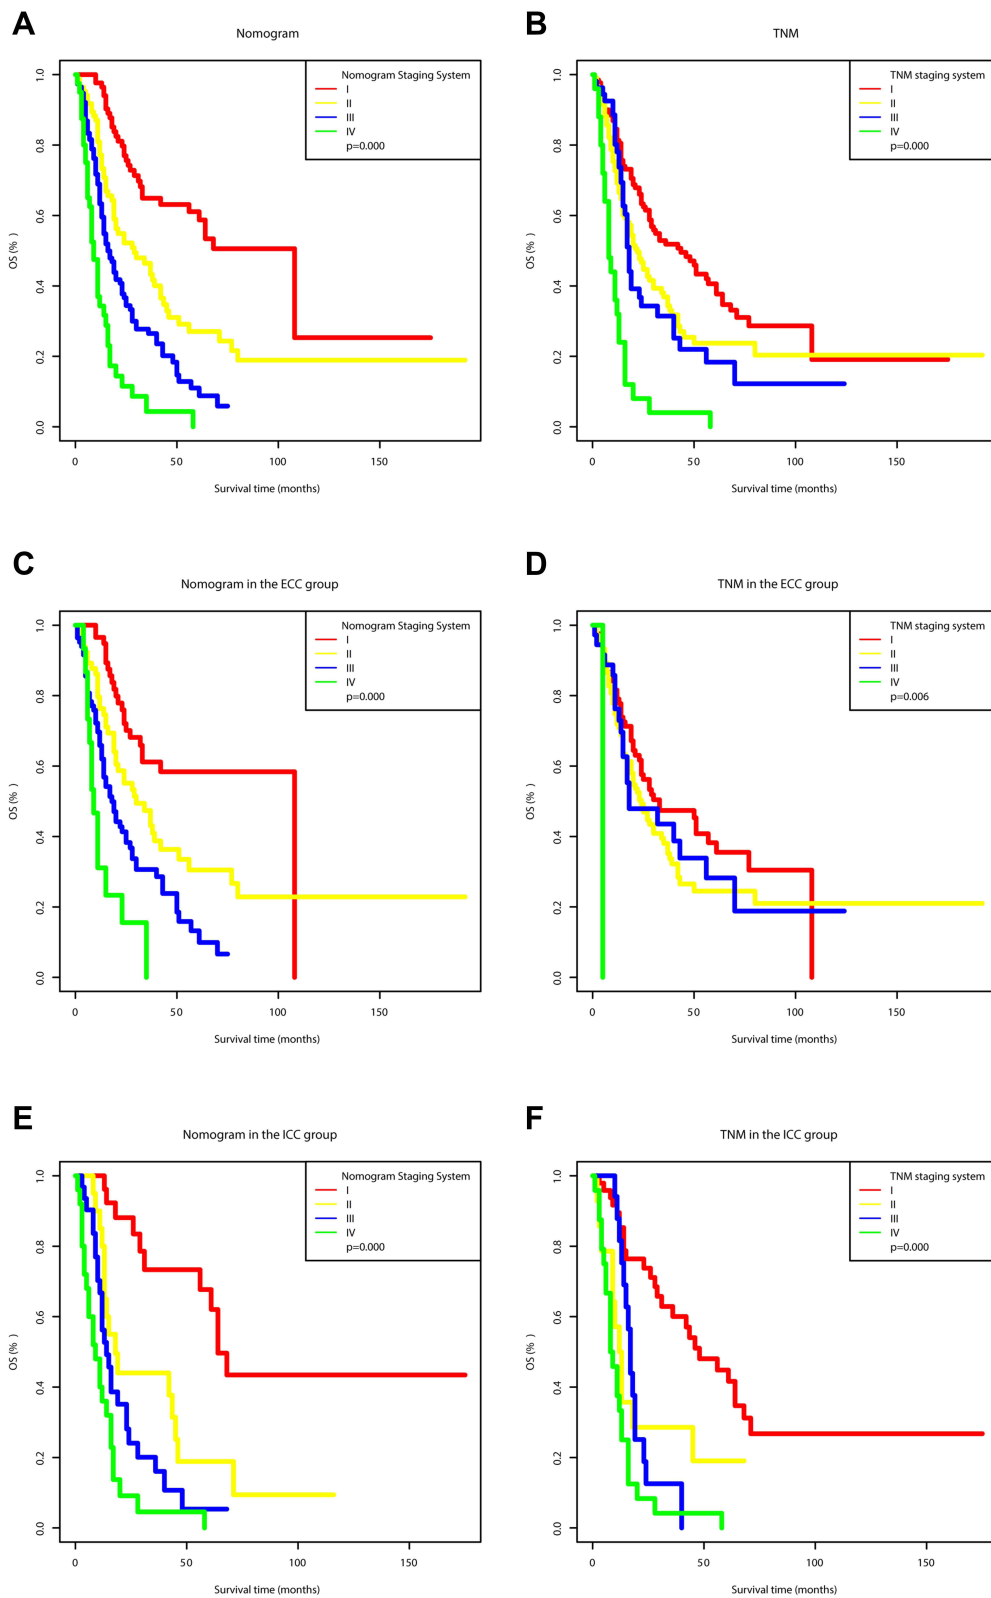 A
Nomogram
Nomogram Staging System
I
II
III
IV
p=0.000
OS (% )
0.0
0.2
0.4
0.6
0.8
1.0
0
50
100
150
Survival time (months)
B
TNM
TNM staging system
I
II
III
IV
p=0.000
OS (% )
0.0
0.2
0.4
0.6
0.8
1.0
0
50
100
150
Survival time (months)
C
Nomogram in the ECC group
Nomogram Staging System
I
II
III
IV
p=0.000
OS (% )
0.0
0.2
0.4
0.6
0.8
1.0
0
50
100
150
Survival time (months)
D
TNM in the ECC group
TNM staging system
I
II
III
IV
p=0.006
OS (% )
0.0
0.2
0.4
0.6
0.8
1.0
0
50
100
150
Survival time (months)
E
Nomogram in the ICC group
Nomogram Staging System
I
II
III
IV
p=0.000
OS (% )
0.0
0.2
0.4
0.6
0.8
1.0
0
50
100
150
Survival time (months)
F
TNM in the ICC group
TNM staging system
I
II
III
IV
p=0.000
OS (% )
0.0
0.2
0.4
0.6
0.8
1.0
0
50
100
150
Survival time (months)